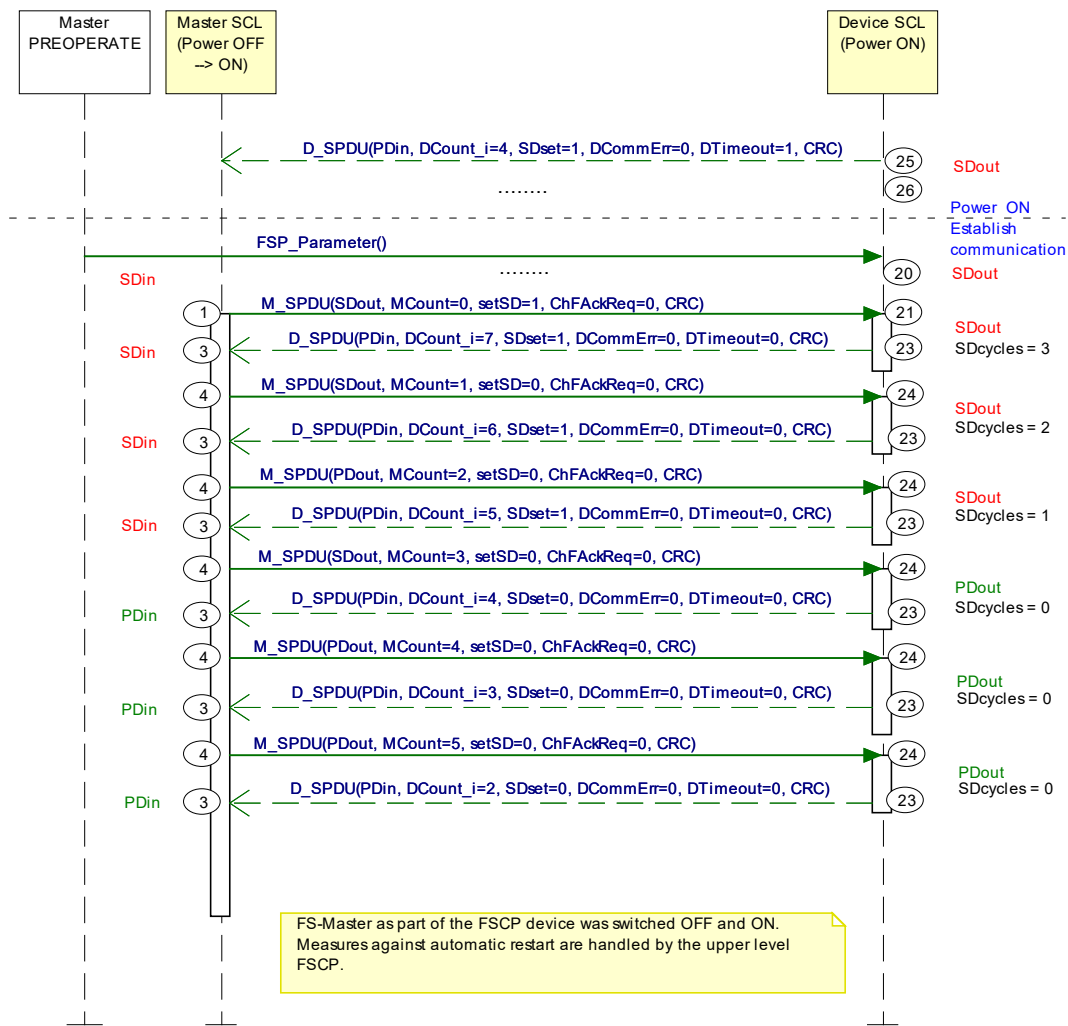 Master
PREOPERATE
Master SCL
(Power OFF
--> ON)
Device SCL
(Power ON)
D_SPDU(PDin, DCount_i=4, SDset=1, DCommErr=0, DTimeout=1, CRC)
25
SDout
........
26
Power ON
Establish
communication
FSP_Parameter()
........
20
SDin
SDout
M_SPDU(SDout, MCount=0, setSD=1, ChFAckReq=0, CRC)
1
21
SDout
D_SPDU(PDin, DCount_i=7, SDset=1, DCommErr=0, DTimeout=0, CRC)
SDin
3
23
SDcycles = 3
M_SPDU(SDout, MCount=1, setSD=0, ChFAckReq=0, CRC)
4
24
SDout
SDcycles = 2
D_SPDU(PDin, DCount_i=6, SDset=1, DCommErr=0, DTimeout=0, CRC)
SDin
3
23
M_SPDU(PDout, MCount=2, setSD=0, ChFAckReq=0, CRC)
4
24
SDout
SDcycles = 1
D_SPDU(PDin, DCount_i=5, SDset=1, DCommErr=0, DTimeout=0, CRC)
SDin
3
23
M_SPDU(SDout, MCount=3, setSD=0, ChFAckReq=0, CRC)
4
24
PDout
SDcycles = 0
D_SPDU(PDin, DCount_i=4, SDset=0, DCommErr=0, DTimeout=0, CRC)
PDin
3
23
M_SPDU(PDout, MCount=4, setSD=0, ChFAckReq=0, CRC)
4
24
PDout
SDcycles = 0
D_SPDU(PDin, DCount_i=3, SDset=0, DCommErr=0, DTimeout=0, CRC)
PDin
3
23
M_SPDU(PDout, MCount=5, setSD=0, ChFAckReq=0, CRC)
4
24
PDout
SDcycles = 0
D_SPDU(PDin, DCount_i=2, SDset=0, DCommErr=0, DTimeout=0, CRC)
PDin
3
23
FS-Master as part of the FSCP device was switched OFF and ON.
Measures against automatic restart are handled by the upper level
FSCP.